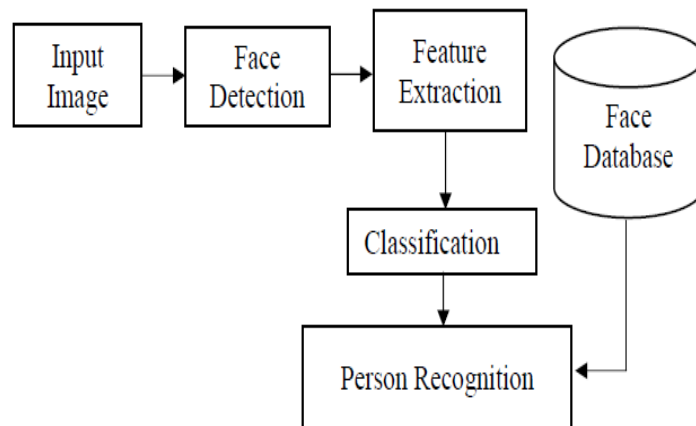 Input
Image
Face
Detection
Feature
Extraction
Face
Database
Classification
Person Recognition